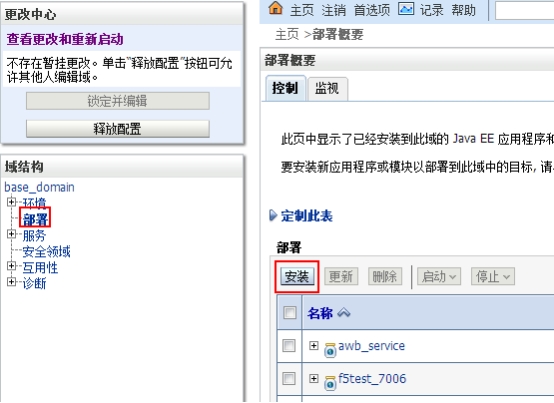 更改中心
查看更改和重新启动
不存在暂挂更改。单击“释放配置”按钮可允
许其他人编辑域。
锁定并编辑
释放配置
域结构
base_domain
环境
部署
服务
安全领域
互用性
诊断
主页 注销 首选项 记录 帮助
主页 >部署概要
部署概要
控制 监视
此页中显示了已经安装到此域的 Java EE 应用程序和
要安装新应用程序或模块以部署到此域中的目标, 请
定制此表
部署
安装 更新 删除 启动 停止
名称
awb_service
f5test_7006